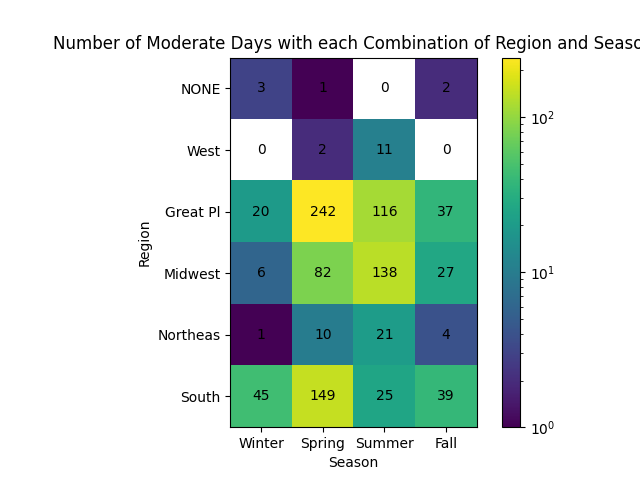 Number of Moderate Days with each Combination of Region and Seaso
NONE 3 1 0 2
West 0 2 11 0
Great Pl 20 242 116 37
Midwest 6 82 138 27
Northeas 1 10 21 4
South 45 149 25 39
Winter Spring Summer Fall
Season
Region
10²
10¹
10⁰